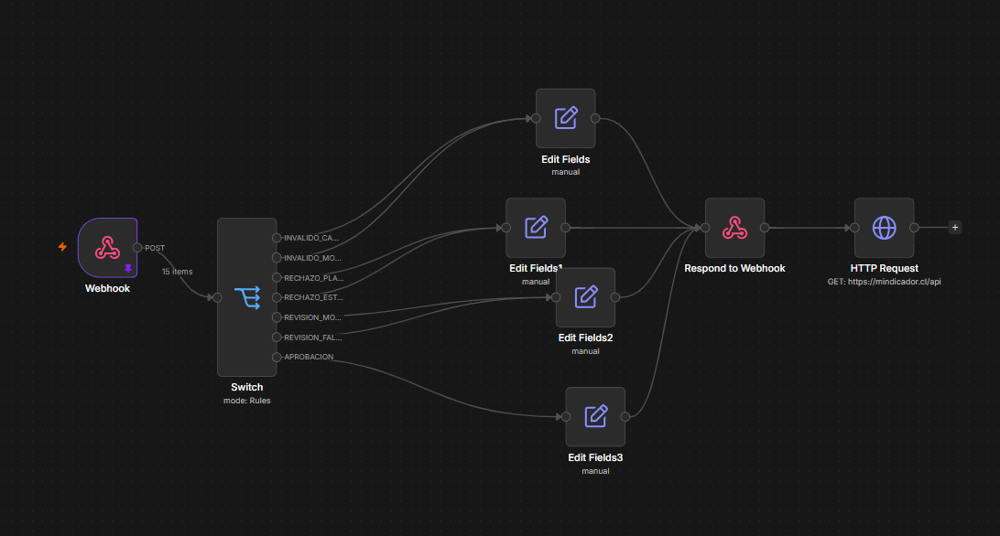 Edit Fields
manual
POST
15 items
Webhook
INVALIDO_CA...
INVALIDO_MO...
RECHAZO_PLA...
RECHAZO_EST...
REVISION_MO...
REVISION_FAL...
APROBACION
Switch
mode: Rules
Edit Fields1
manual
Edit Fields2
manual
Edit Fields3
manual
Respond to Webhook
HTTP Request
GET: https://mindicador.cl/api